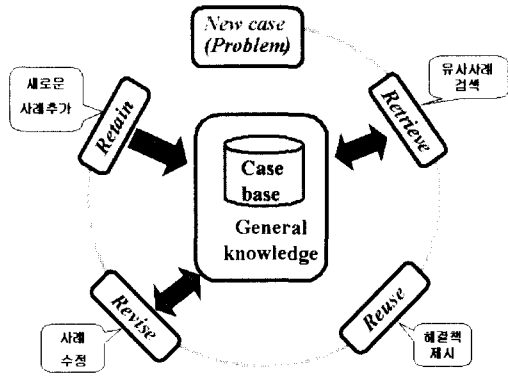 New case
(Problem)
유사사례
검색
Retrieve
Case
base
General
knowledge
Reuse
해결책
제시
Revise
사례
수정
Retain
새로운
사례추가